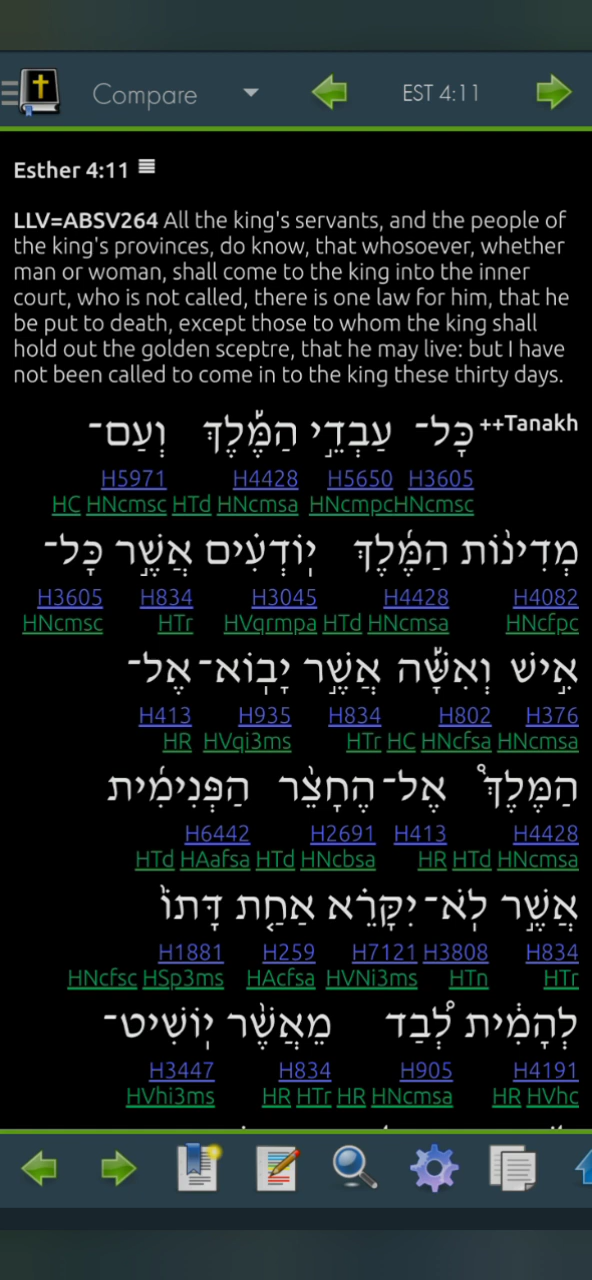 Compare
EST 4:11
Esther 4:11
LLV=ABSV264 All the king's servants, and the people of
the king's provinces, do know, that whosoever, whether
man or woman, shall come to the king into the inner
court, who is not called, there is one law for him, that he
be put to death, except those to whom the king shall
hold out the golden sceptre, that he may live: but I have
not been called to come in to the king these thirty days.
++Tanakh כָּל־ עַבְדֵ֣י הַמֶּ֡לֶךְ וְעַם־
H5971 H4428 H5650 H3605
HC HNcmsc HTd HNcmsa HNcmpcHNcmsc
מְדִינ֨וֹת הַמֶּ֜לֶךְ יֽוֹדְעִ֗ים אֲשֶׁ֣ר כָּל־
H3605 H834 H3045 H4428 H4082
HNcmsc HTr HVqrmpa HTd HNcmsa HNcfpc
אִ֣ישׁ וְאִשָּׁ֡ה אֲשֶׁ֣ר יָבֽוֹא־ אֶל־
H413 H935 H834 H802 H376
HR HVqi3ms HTr HC HNcfsa HNcmsa
הַמֶּלֶךְ֩ אֶל־ הֶחָצֵ֨ר הַפְּנִימִ֜ית
H6442 H2691 H413 H4428
HTd HAafsa HTd HNcbsa HR HTd HNcmsa
אֲשֶׁ֣ר לֹֽא־ יִקָּרֵ֗א אַחַ֤ת דָּתוֹ֙
H1881 H259 H7121 H3808 H834
HNcfsc HSp3ms HAcfsa HVNi3ms HTn HTr
לְהָמִ֔ית לְ֠בַד מֵאֲשֶׁ֨ר יֽוֹשִׁיט־
H3447 H834 H905 H4191
HVhi3ms HR HTr HR HNcmsa HR HVhc